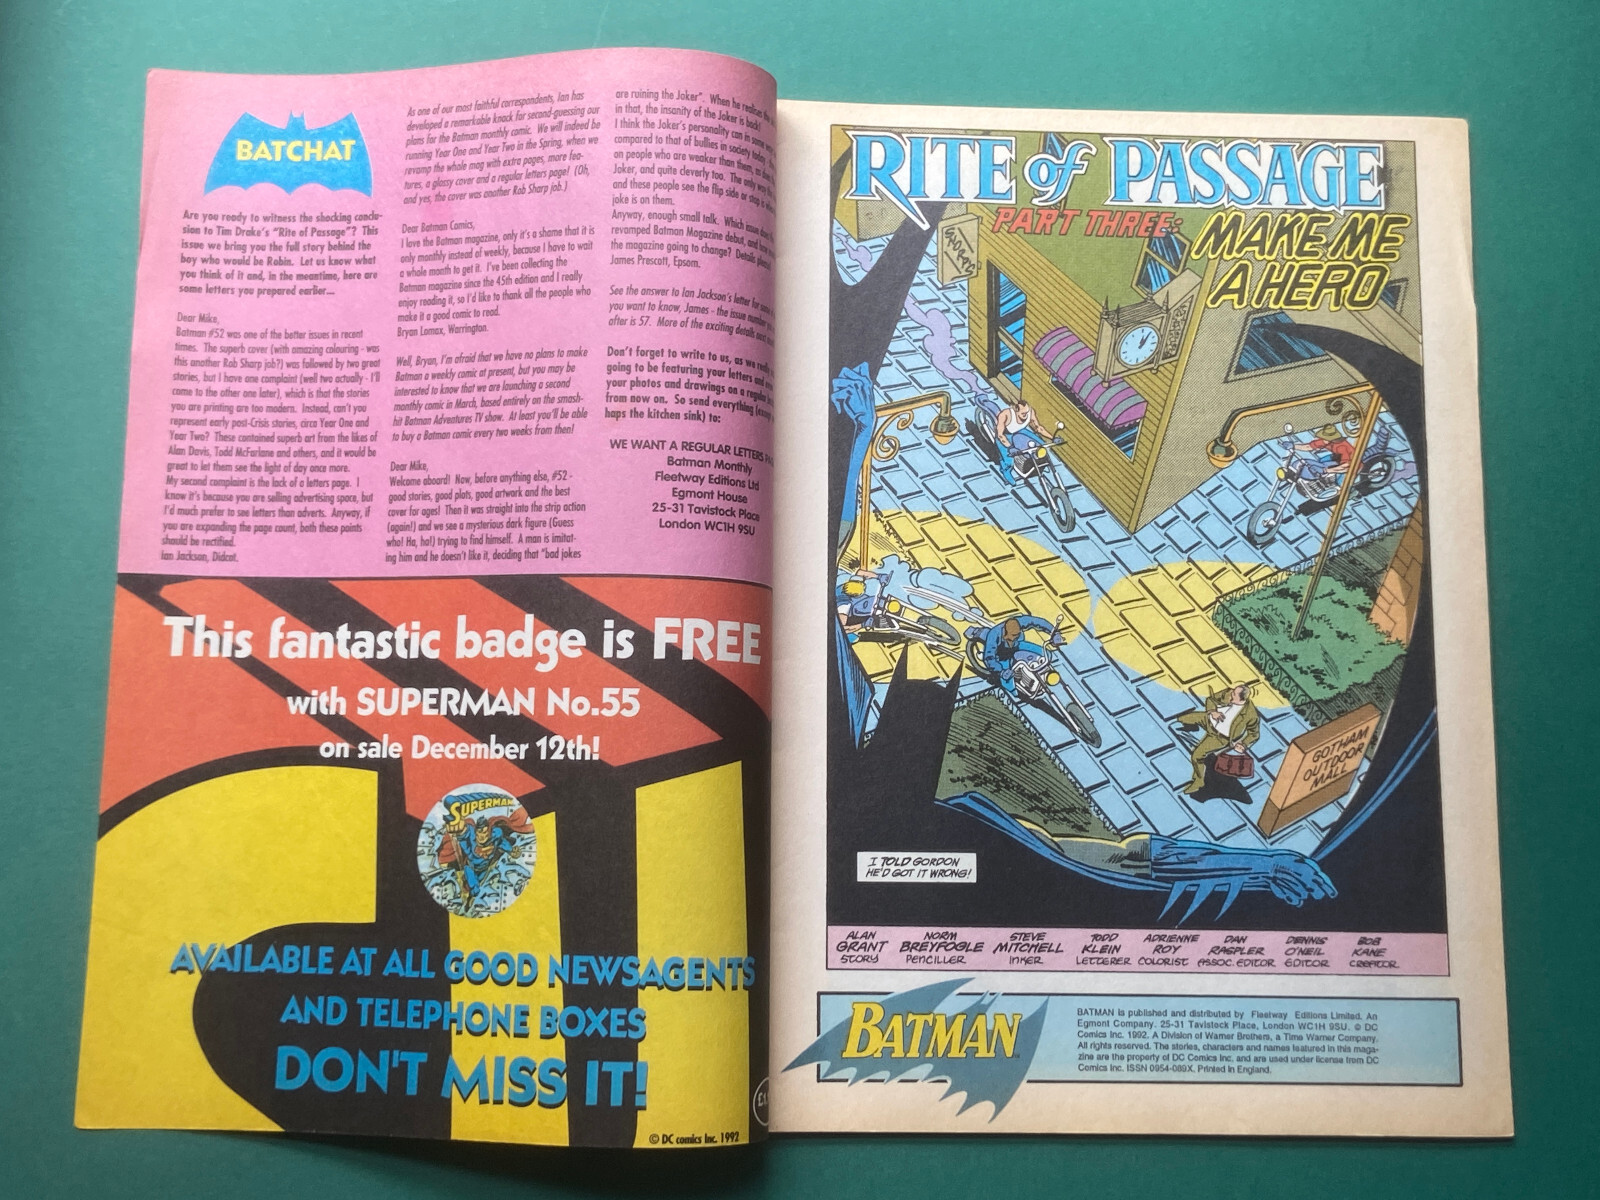 BATCHAT
Are you ready to witness the shocking conclu-
sion to Tim Drake's "Rite of Passage"? This
issue we bring you the full story behind the
boy who would be Robin. Let us know what
you think of it and, in the meantime, here are
some letters you prepared earlier...
Dear Mike,
Batman #52 was one of the better issues in recent
times. The superb cover (with amazing colouring - was
this another Rob Sharp job?) was followed by two great
stories, but I have one complaint (well two actually - I'll
come to the other one later), which is that the stories
you are printing are too modern. Instead, can't you
represent early post-Crisis stories, circa Year One and
Year Two? These contained superb art from the likes of
Alan Davis, Todd McFarlane and others, and it would be
great to let them see the light of day once more.
My second complaint is the lack of a letters page. I
know it's because you are selling advertising space, but
I'd much prefer to see letters than adverts. Anyway, if
you are expanding the page count, both these points
should be rectified.
Ian Jackson, Didcot.
As one of our most faithful correspondents, Ian has
developed a remarkable knack for second-guessing our
plans for the Batman monthly comic. We will indeed be
running Year One and Year Two in the Spring, when we
revamp the whole mag with extra pages, more fea-
tures, a glossy cover and a regular letters page! (Oh,
and yes, the cover was another Rob Sharp job.)
Dear Batman Comics,
I love the Batman magazine, only it's a shame that it is
only monthly instead of weekly, because I have to wait
a whole month to get it. I've been collecting the
Batman magazine since the 45th edition and I really
enjoy reading it, so I'd like to thank all the people who
make it a good comic to read.
Bryan Lomax, Warrington.
Well, Bryan, I'm afraid that we have no plans to make
Batman a weekly comic at present, but you may be
interested to know that we are launching a second
monthly comic in March, based entirely on the smash-
hit Batman Adventures TV show. At least you'll be able
to buy a Batman comic every two weeks from then!
Dear Mike,
Welcome aboard! Now, before anything else, #52 -
good stories, good plots, good artwork and the best
cover for ages! Then it was straight into the strip action
(again!) and we see a mysterious dark figure (Guess
who! Ha, ha!) trying to find himself. A man is imitat-
ing him and he doesn't like it, deciding that "bad jokes
are ruining the Joker". When he realises
in that, the insanity of the Joker is back!
I think the Joker's personality can in some
compared to that of bullies in society today.
on people who are weaker than them, as
Joker, and quite cleverly too. The only
and these people see the flip side or stop is
joke is on them.
Anyway, enough small talk. Which issue
revamped Batman Magazine debut, and
the magazine going to change? Details please!
James Prescott, Epsom.
See the answer to Ian Jackson's letter for
you want to know, James - the issue number
after is 57. More of the exciting details next
Don't forget to write to us, as we
going to be featuring your letters and
your photos and drawings on a regular
from now on. So send everything
haps the kitchen sink) to:
WE WANT A REGULAR LETTERS
Batman Monthly
Fleetway Editions Ltd
Egmont House
25-31 Tavistock Place
London WC1H 9SU
This fantastic badge is FREE
with SUPERMAN No.55
on sale December 12th!
SUPERMAN
AVAILABLE AT ALL GOOD NEWSAGENTS
AND TELEPHONE BOXES
DON'T MISS IT!
© DC comics Inc. 1992
RITE of PASSAGE
PART THREE:
MAKE ME
A HERO
SPORTS
GOTHAM
OUTDOOR
MALL
I TOLD GORDON
HE'D GOT IT WRONG!
ALAN GRANT STORY
NORM BREYFOGLE PENCILLER
STEVE MITCHELL INKER
TODD KLEIN LETTERER
ADRIENNE ROY COLORIST
DAN RASPLER ASSOC. EDITOR
DENNIS O'NEIL EDITOR
BOB KANE CREATOR
BATMAN
BATMAN is published and distributed by Fleetway Editions Limited. An
Egmont Company. 25-31 Tavistock Place, London WC1H 9SU. © DC
Comics Inc. 1992. A Division of Warner Brothers, a Time Warner Company.
All rights reserved. The stories, characters and names featured in this maga-
zine are the property of DC Comics Inc. and are used under license from DC
Comics Inc. ISSN 0954-089X. Printed in England.